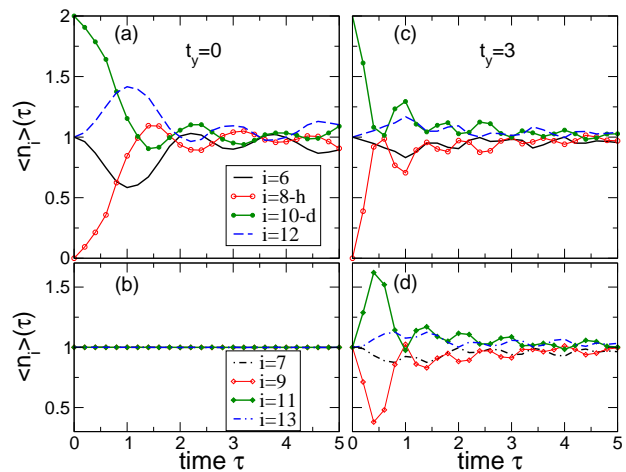 (a)
t_y=0
(c)
t_y=3
<n_i>(τ)
2
1.5
1
0.5
0
i=6
i=8-h
i=10-d
i=12
(b)
(d)
<n_i>(τ)
1.5
1
0.5
i=7
i=9
i=11
i=13
0 1 2 3 4 5
0 1 2 3 4 5
time τ
time τ